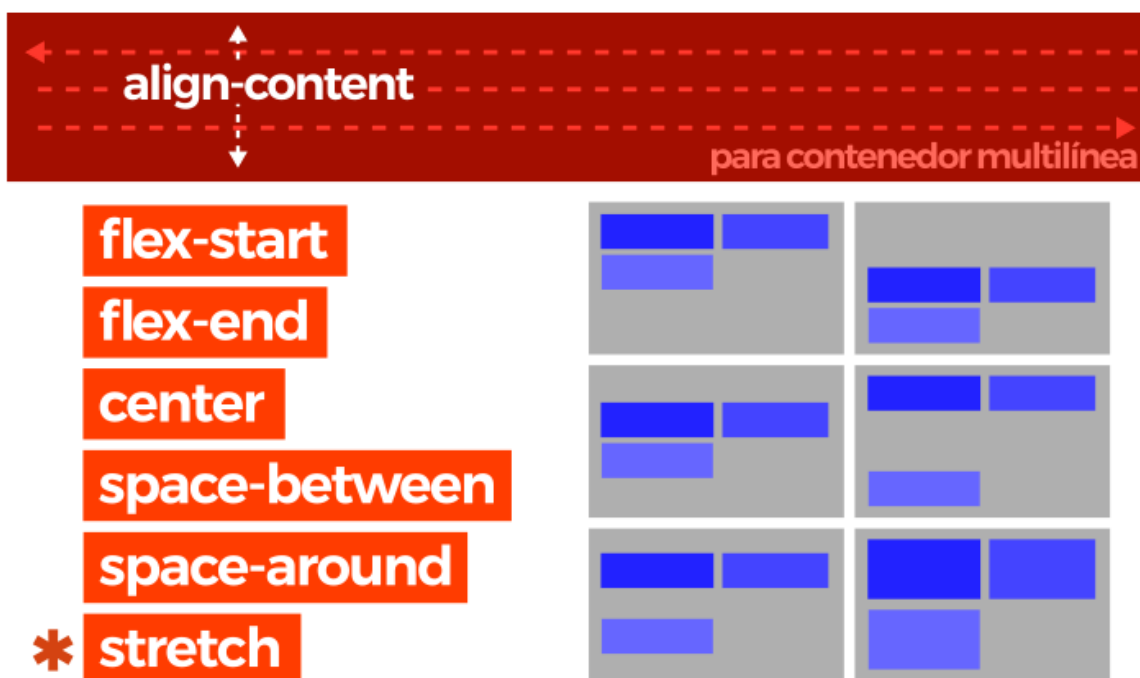 align-content
para contenedor multilínea
flex-start
flex-end
center
space-between
space-around
* stretch